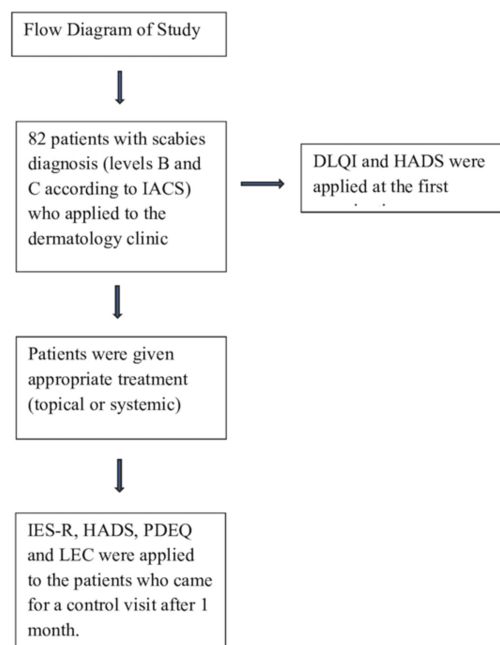 Flow Diagram of Study
82 patients with scabies
diagnosis (levels B and
C according to IACS)
who applied to the
dermatology clinic
DLQI and HADS were
applied at the first
Patients were given
appropriate treatment
(topical or systemic)
IES-R, HADS, PDEQ
and LEC were applied
to the patients who came
for a control visit after 1
month.